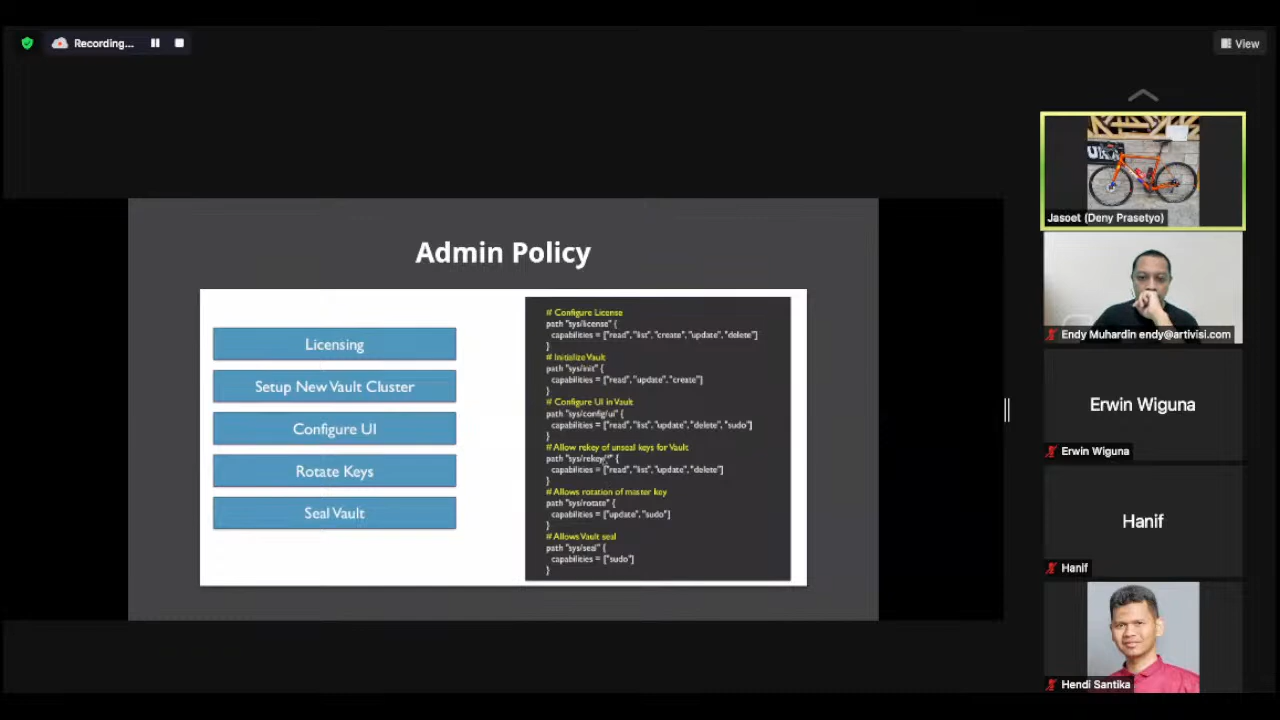 Recording...
View
Admin Policy
Licensing
Setup New Vault Cluster
Configure UI
Rotate Keys
Seal Vault
# Configure License
path "sys/license" {
capabilities = ["read", "list", "create", "update", "delete"]
}
# Initialize Vault
path "sys/init" {
capabilities = ["read", "update", "create"]
}
# Configure UI in Vault
path "sys/config/ui" {
capabilities = ["read", "list", "update", "delete", "sudo"]
}
# Allow rekey of unseal keys for Vault
path "sys/rekey/*" {
capabilities = ["read", "list", "update", "delete"]
}
# Allows rotation of master key
path "sys/rotate" {
capabilities = ["update", "sudo"]
}
# Allows Vault seal
path "sys/seal" {
capabilities = ["sudo"]
}
Jasoet (Deny Prasetyo)
Endy Muhardin endy@artivisi.com
Erwin Wiguna
Erwin Wiguna
Hanif
Hanif
Hendi Santika